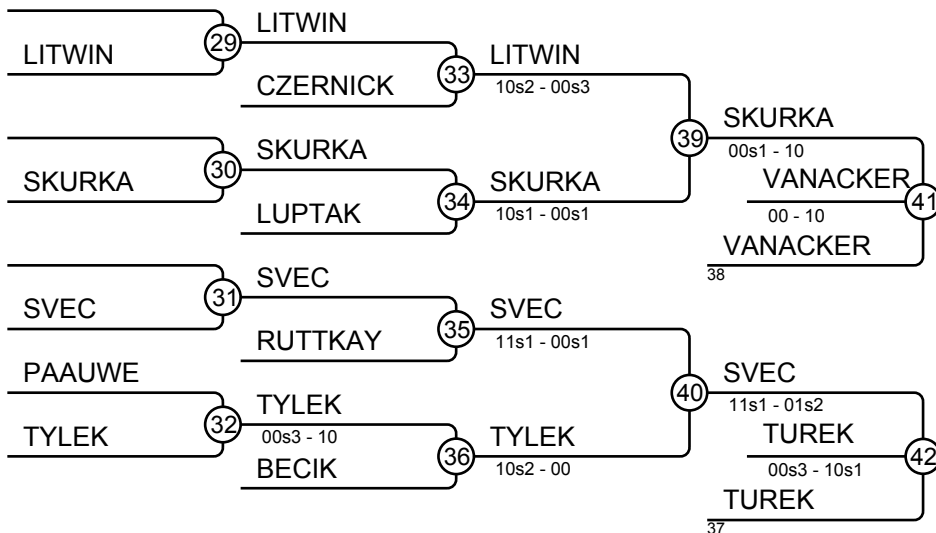 LITWIN
29
LITWIN
CZERNICK
33
LITWIN
10s2 - 00s3
SKURKA
30
SKURKA
LUPTAK
34
SKURKA
10s1 - 00s1
39
SKURKA
00s1 - 10
VANACKER
00 - 10
41
VANACKER
38
SVEC
31
SVEC
RUTTKAY
35
SVEC
11s1 - 00s1
PAAUWE
TYLEK
32
TYLEK
00s3 - 10
BECIK
36
TYLEK
10s2 - 00
40
SVEC
11s1 - 01s2
TUREK
00s3 - 10s1
42
TUREK
37